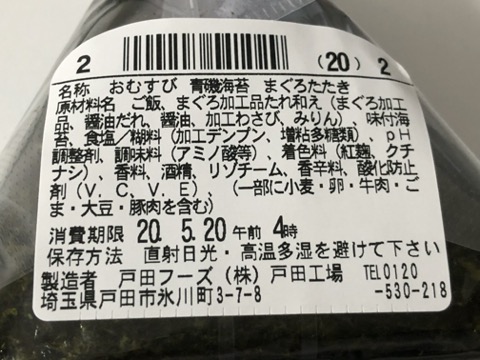 2 (20) 2
名称 おむすび 青磯海苔 まぐろたたき
原材料名 ご飯、まぐろ加工品たれ和え（まぐろ加工
品、醤油だれ、醤油、加工わさび、みりん）、味付海
苔、食塩／糊料（加工デンプン、増粘多糖類）、pH
調整剤、調味料（アミノ酸等）、着色料（紅麹、クチ
ナシ）、香料、酒精、リゾチーム、香辛料、酸化防止
剤（V．C、V．E）、（一部に小麦・卵・牛肉・ご
ま・大豆・豚肉を含む）
消費期限 20. 5.20 午前 4時
保存方法 直射日光・高温多湿を避けて下さい
製造者 戸田フーズ（株）戸田工場 TEL0120
埼玉県戸田市氷川町3-7-8 -530-218